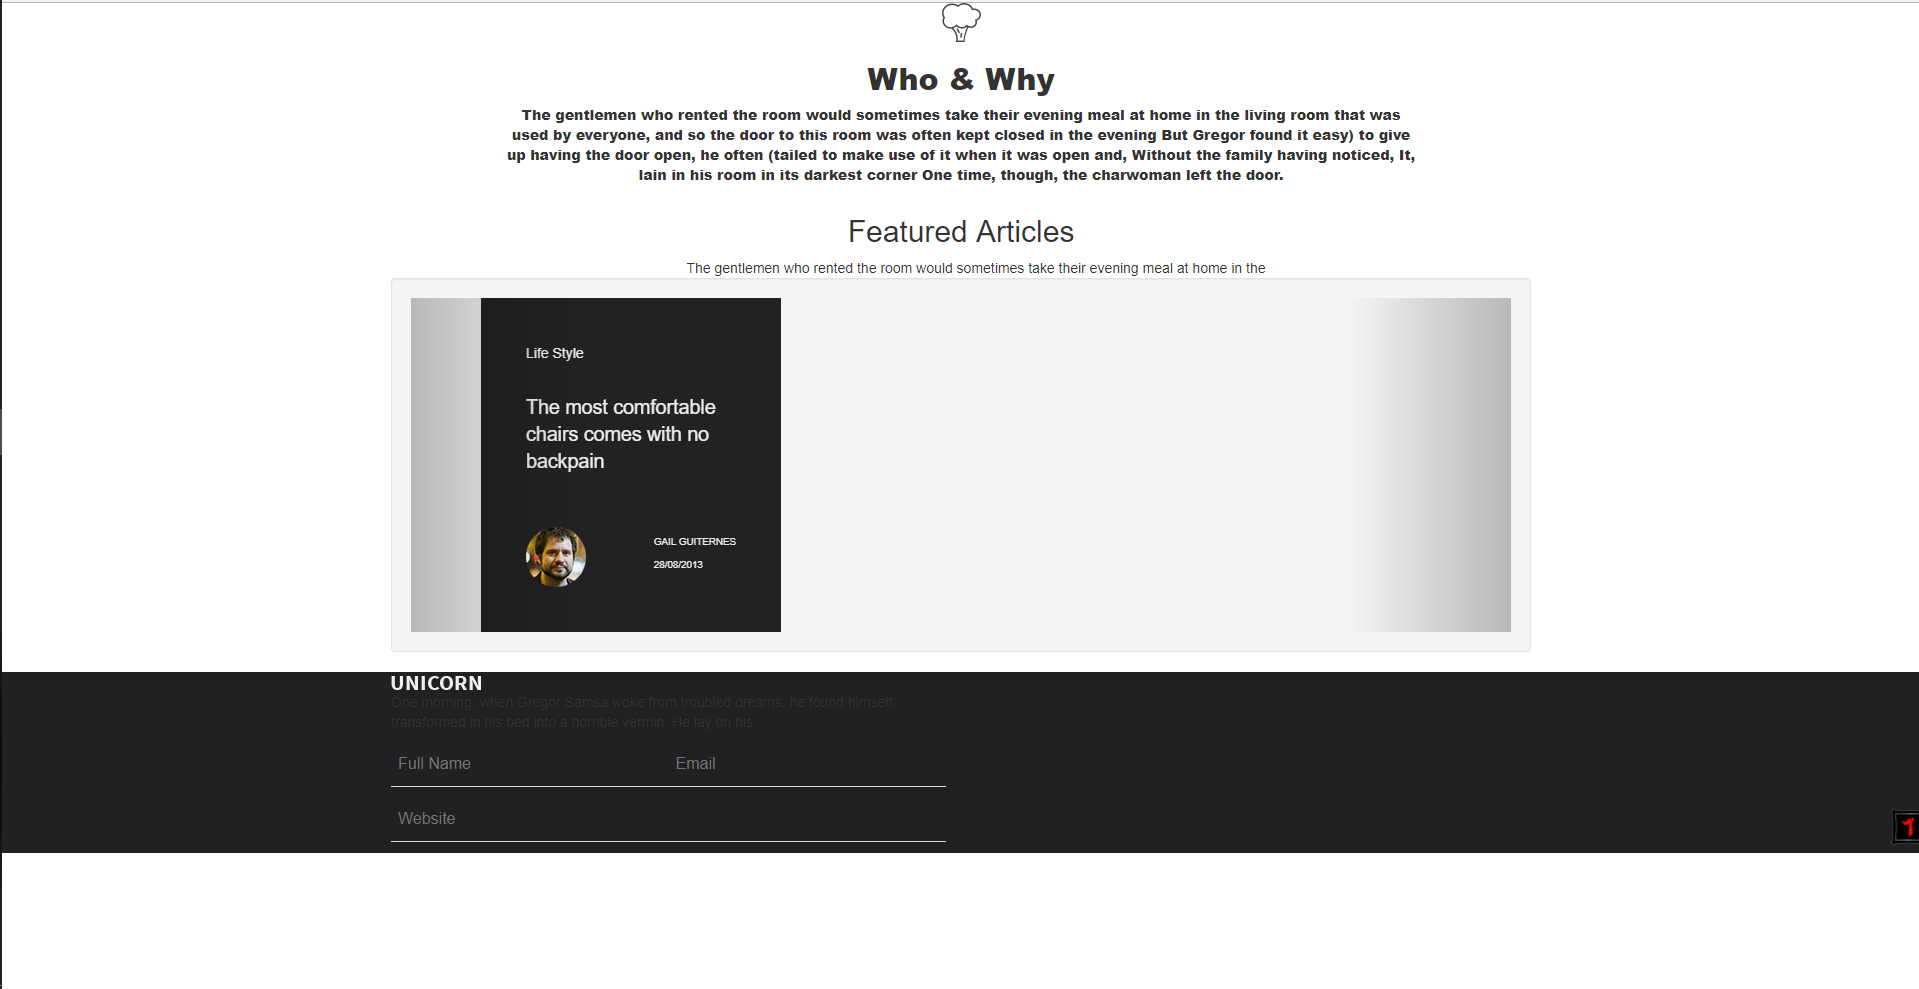 Who & Why
The gentlemen who rented the room would sometimes take their evening meal at home in the living room that was
used by everyone, and so the door to this room was often kept closed in the evening But Gregor found it easy) to give
up having the door open, he often (tailed to make use of it when it was open and, Without the family having noticed, It,
lain in his room in its darkest corner One time, though, the charwoman left the door.
Featured Articles
The gentlemen who rented the room would sometimes take their evening meal at home in the
Life Style
The most comfortable
chairs comes with no
backpain
GAIL GUITERNES
28/08/2013
UNICORN
One morning, when Gregor Samsa woke from troubled dreams, he found himself
transformed in his bed into a horrible vermin. He lay on his
Full Name
Email
Website